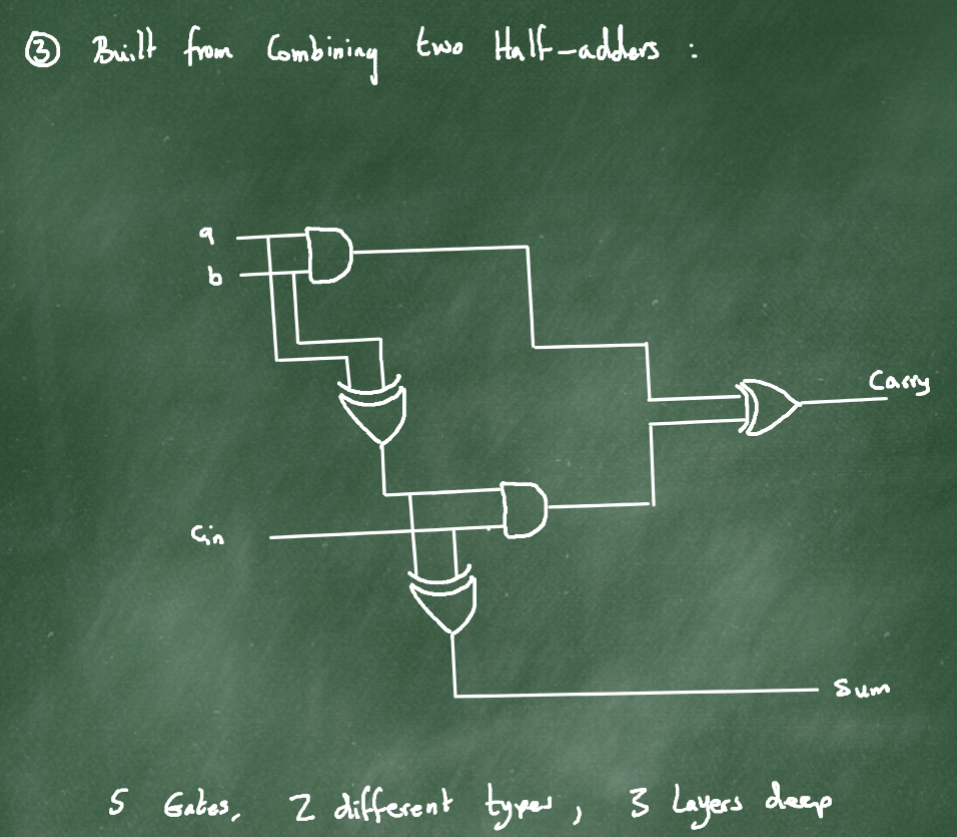 ③ Built from Combining two Half-adders :
a
b
Carry
Cin
Sum
5 Gates, 2 different types, 3 Layers deep